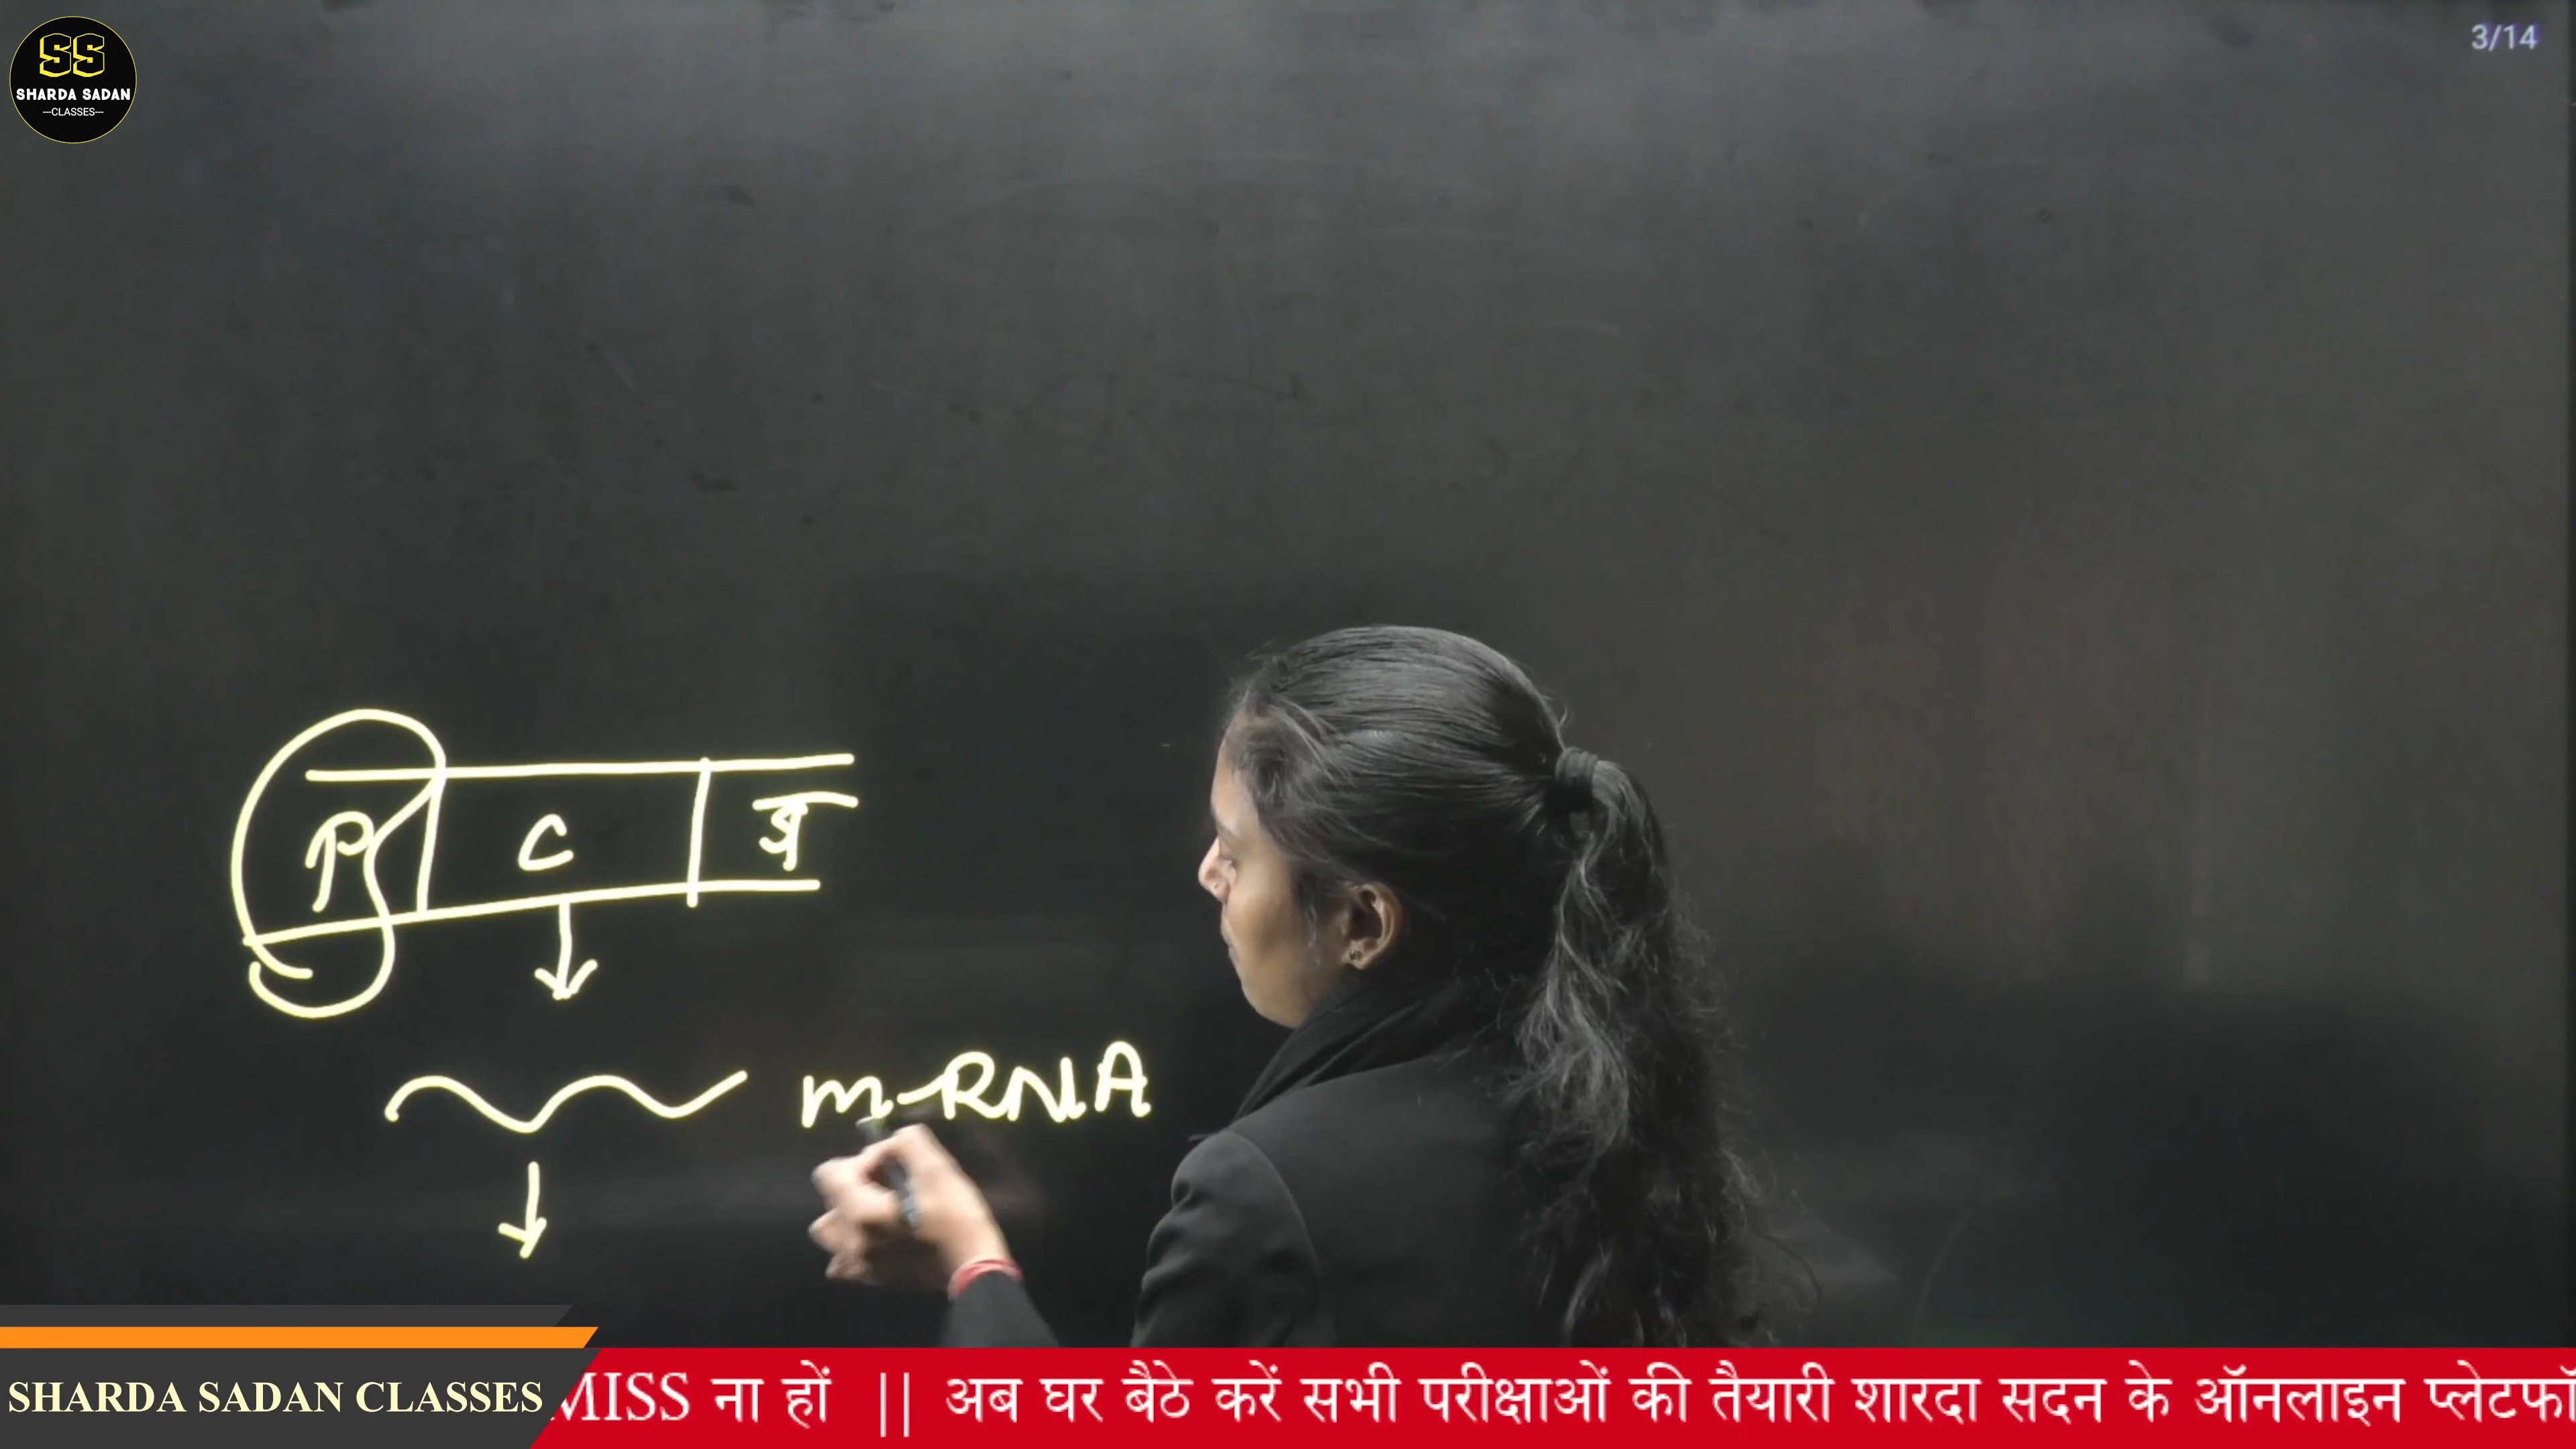 SS
SHARDA SADAN
—CLASSES—
3/14
P C
m-RNA
SHARDA SADAN CLASSES
MISS ना हों || अब घर बैठे करें सभी परीक्षाओं की तैयारी शारदा सदन के ऑनलाइन